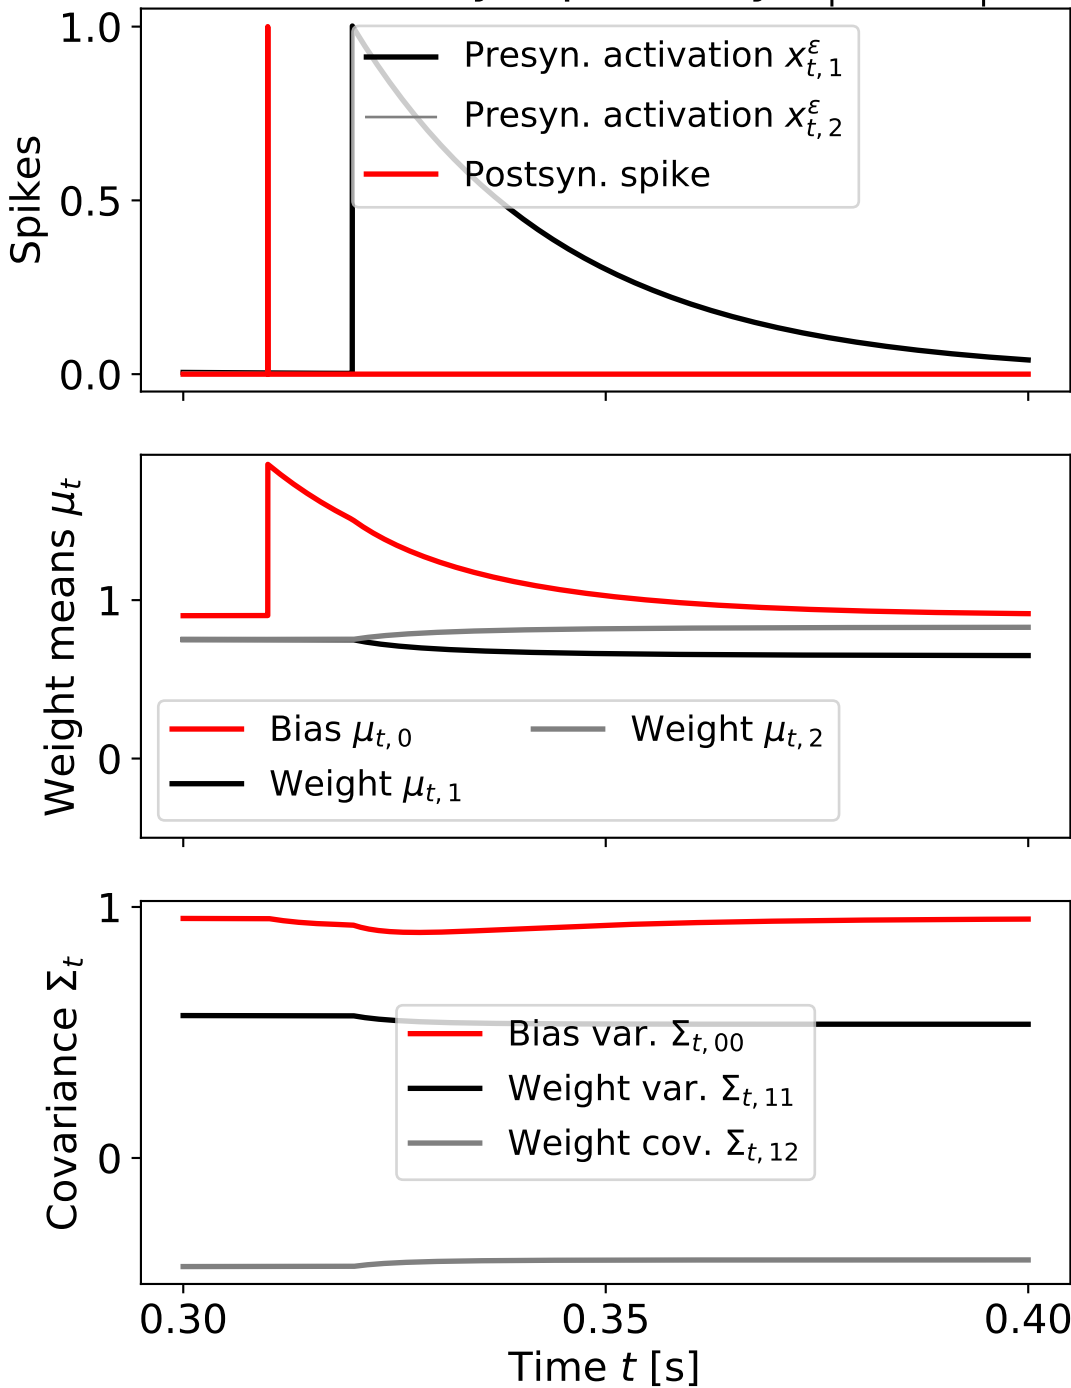 1.0
0.5
0.0
Spikes
Presyn. activation x^ε_{t, 1}
Presyn. activation x^ε_{t, 2}
Postsyn. spike
1
0
Weight means μ_t
Bias μ_{t, 0}
Weight μ_{t, 2}
Weight μ_{t, 1}
1
0
Covariance Σ_t
Bias var. Σ_{t, 00}
Weight var. Σ_{t, 11}
Weight cov. Σ_{t, 12}
0.30 0.35 0.40
Time t [s]